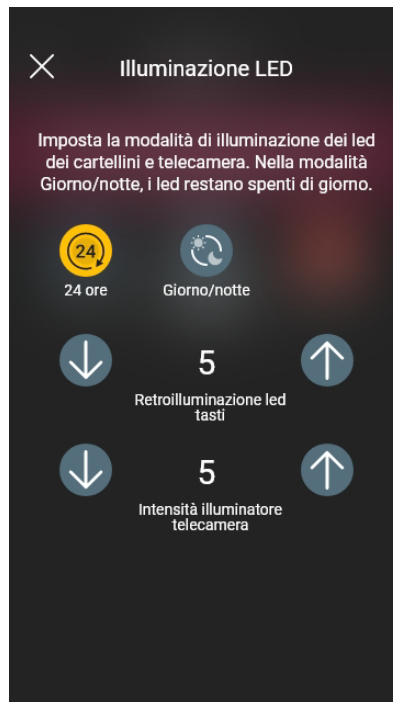 Illuminazione LED
Imposta la modalità di illuminazione dei led
dei cartellini e telecamera. Nella modalità
Giorno/notte, i led restano spenti di giorno.
24
24 ore
Giorno/notte
5
Retroilluminazione led
tasti
5
Intensità illuminatore
telecamera